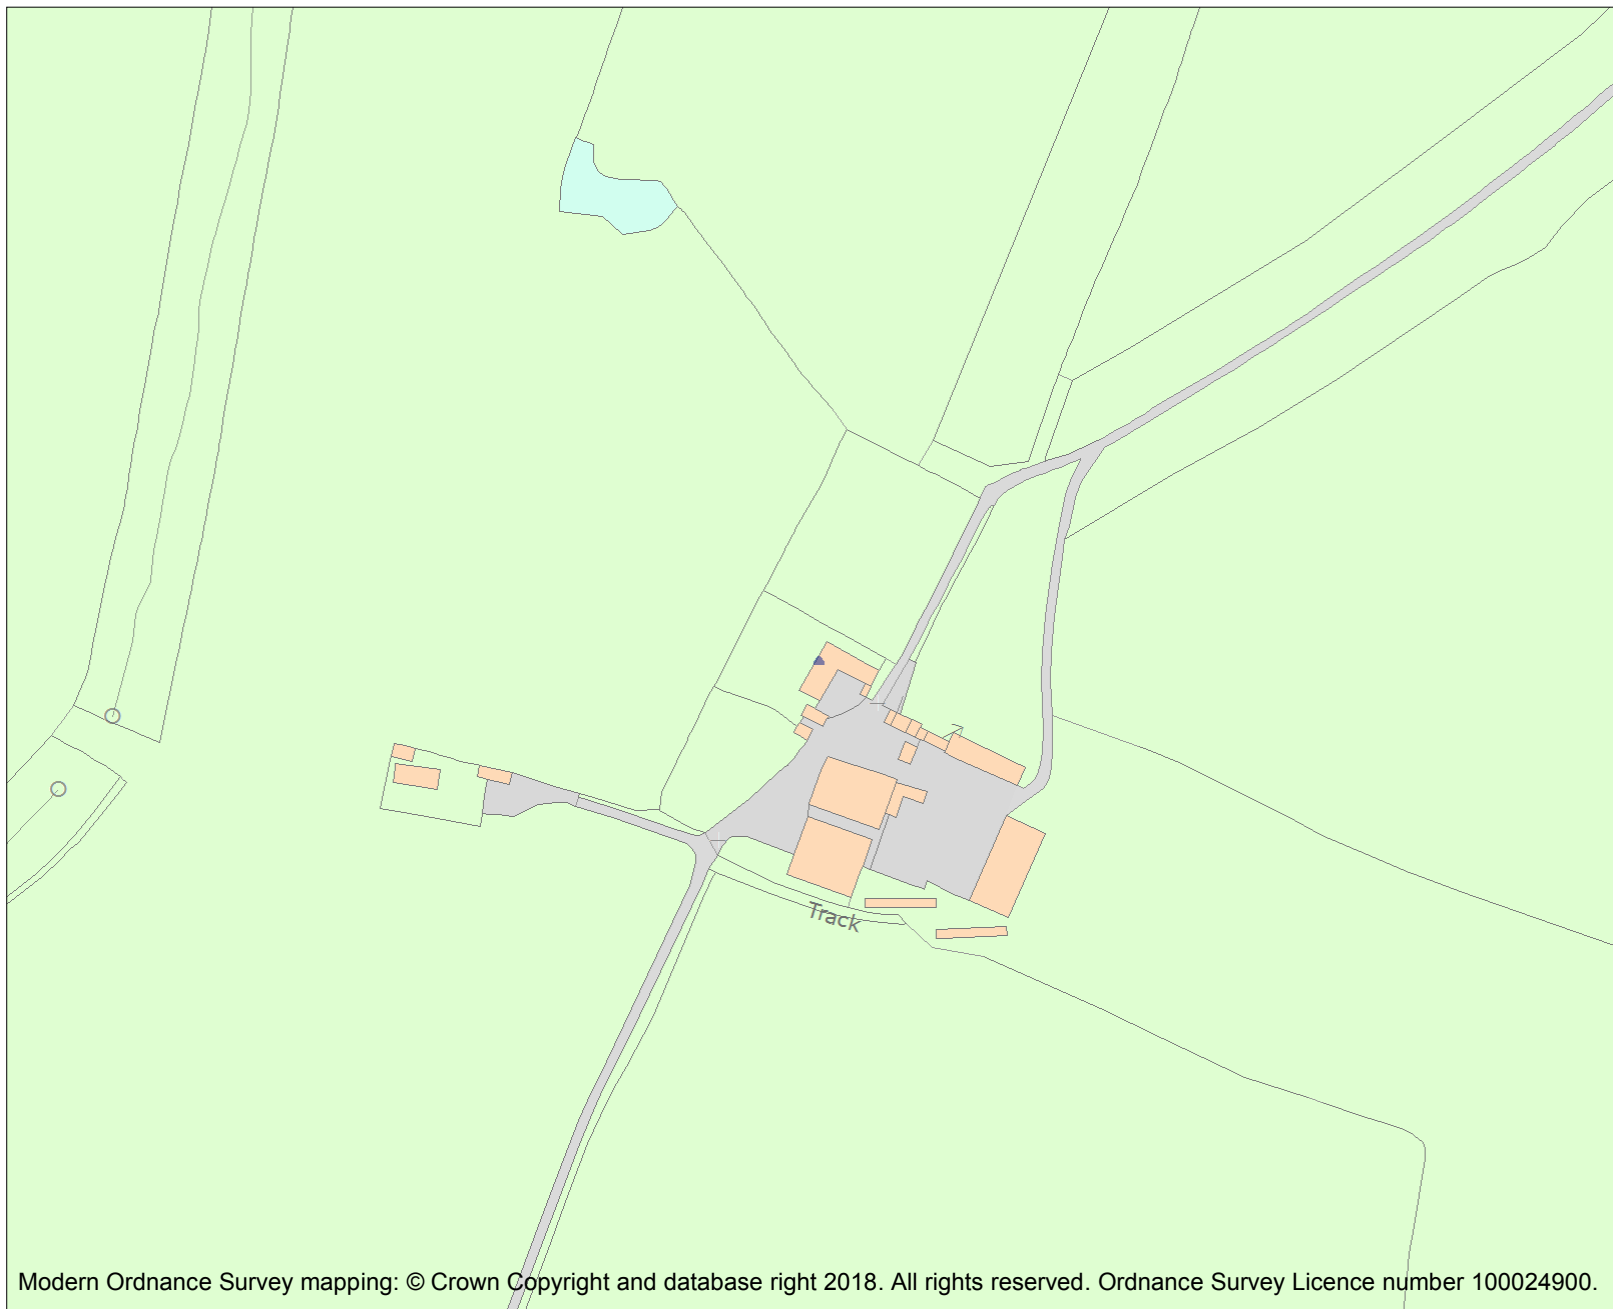 Track
Modern Ordnance Survey mapping: © Crown Copyright and database right 2018. All rights reserved. Ordnance Survey Licence number 100024900.